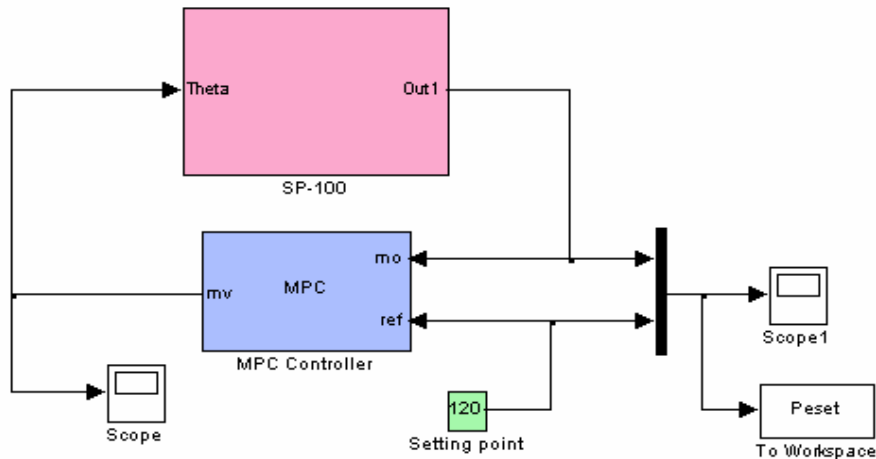 Theta
Out1
SP-100
mo
MPC
mv
ref
MPC Controller
Scope1
120
Peset
Scope
Setting point
To Workspace